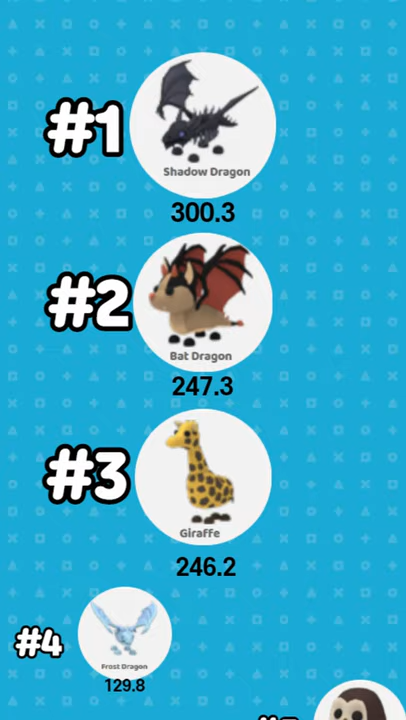 #1
Shadow Dragon
300.3
#2
Bat Dragon
247.3
#3
Giraffe
246.2
#4
Frost Dragon
129.8